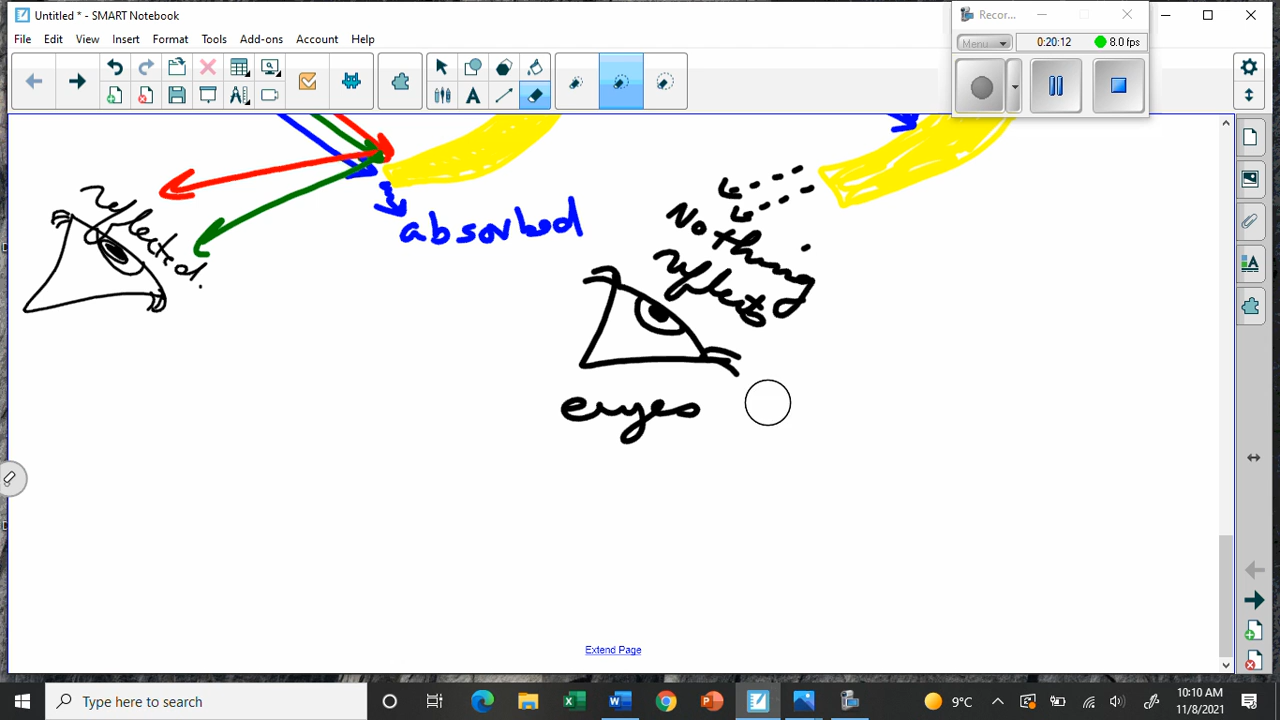 Untitled * - SMART Notebook
Recor...
File Edit View Insert Format Tools Add-ons Account Help
Menu
0:20:12
8.0 fps
reflected.
absorbed
Nothing
reflects
eyes
Extend Page
Type here to search
9°C
10:10 AM
11/8/2021